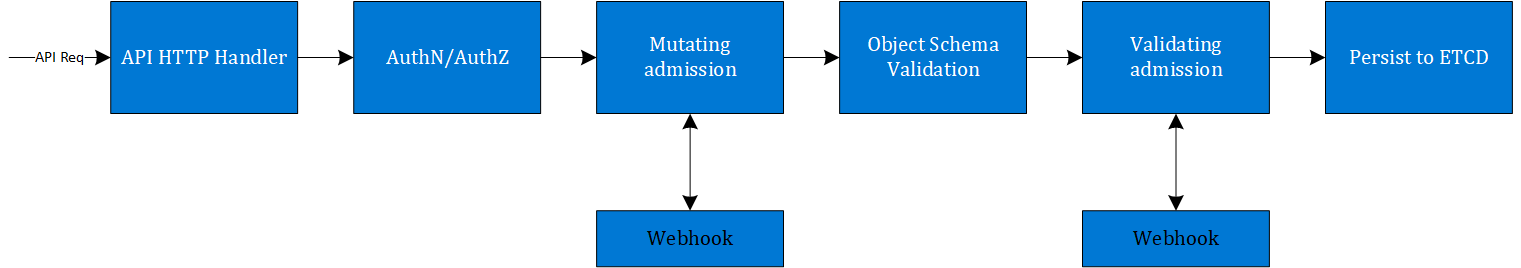 API Req
API HTTP Handler
AuthN/AuthZ
Mutating
admission
Object Schema
Validation
Validating
admission
Persist to ETCD
Webhook
Webhook